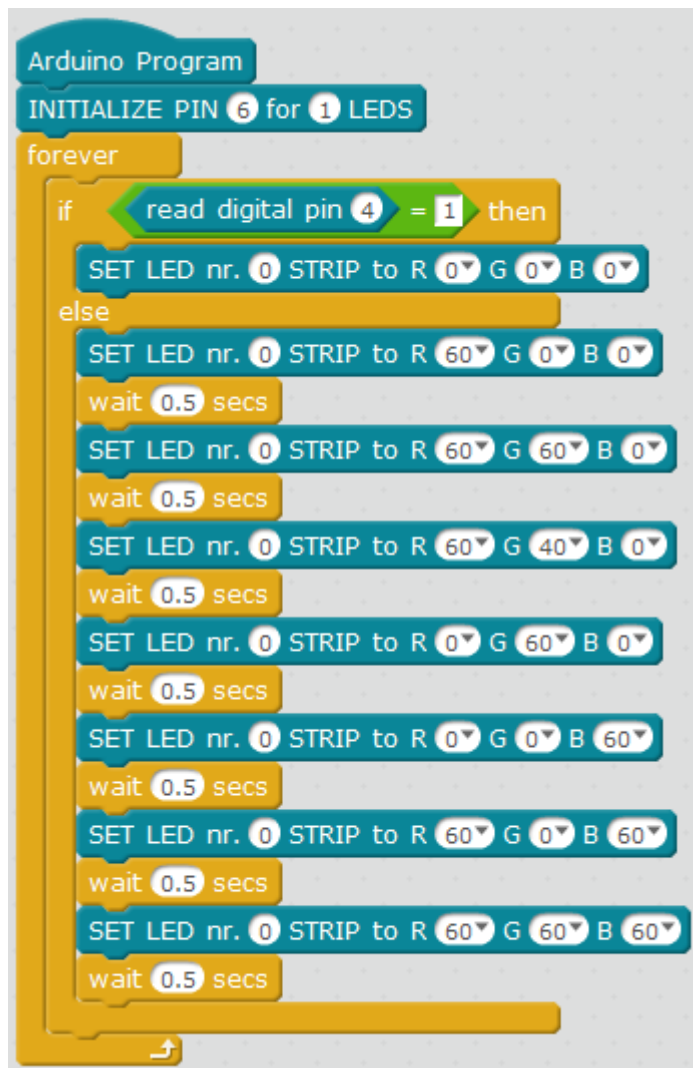 Arduino Program
INITIALIZE PIN 6 for 1 LEDS
forever
if read digital pin 4 = 1 then
SET LED nr. 0 STRIP to R 0 G 0 B 0
else
SET LED nr. 0 STRIP to R 60 G 0 B 0
wait 0.5 secs
SET LED nr. 0 STRIP to R 60 G 60 B 0
wait 0.5 secs
SET LED nr. 0 STRIP to R 60 G 40 B 0
wait 0.5 secs
SET LED nr. 0 STRIP to R 0 G 60 B 0
wait 0.5 secs
SET LED nr. 0 STRIP to R 0 G 0 B 60
wait 0.5 secs
SET LED nr. 0 STRIP to R 60 G 0 B 60
wait 0.5 secs
SET LED nr. 0 STRIP to R 60 G 60 B 60
wait 0.5 secs